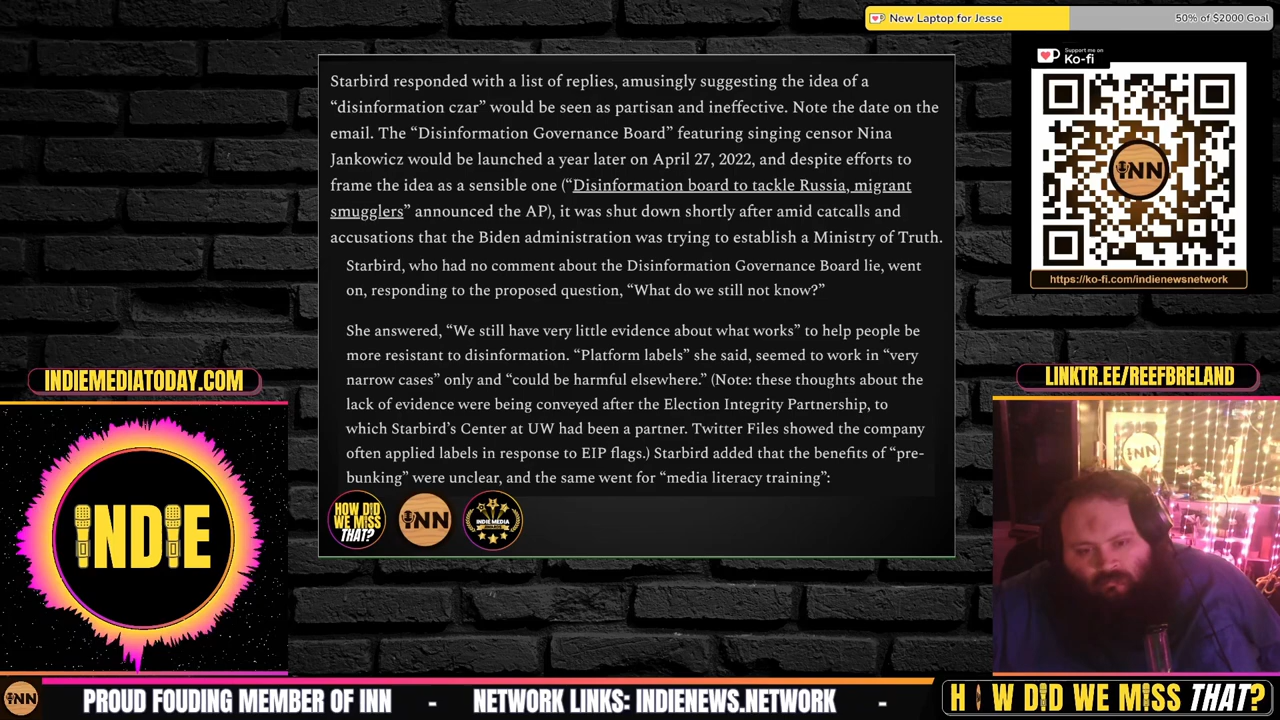 New Laptop for Jesse
50% of $2000 Goal
Support me on
Ko-fi
INN
https://ko-fi.com/indienewsnetwork
Starbird responded with a list of replies, amusingly suggesting the idea of a
“disinformation czar” would be seen as partisan and ineffective. Note the date on the
email. The “Disinformation Governance Board” featuring singing censor Nina
Jankowicz would be launched a year later on April 27, 2022, and despite efforts to
frame the idea as a sensible one (“Disinformation board to tackle Russia, migrant
smugglers” announced the AP), it was shut down shortly after amid catcalls and
accusations that the Biden administration was trying to establish a Ministry of Truth.
Starbird, who had no comment about the Disinformation Governance Board lie, went
on, responding to the proposed question, “What do we still not know?”
She answered, “We still have very little evidence about what works” to help people be
more resistant to disinformation. “Platform labels” she said, seemed to work in “very
narrow cases” only and “could be harmful elsewhere.” (Note: these thoughts about the
lack of evidence were being conveyed after the Election Integrity Partnership, to
which Starbird’s Center at UW had been a partner. Twitter Files showed the company
often applied labels in response to EIP flags.) Starbird added that the benefits of “pre-
bunking” were unclear, and the same went for “media literacy training”:
HOW DID
WE MISS
THAT?
INN
INDIE MEDIA
INDIEMEDIATODAY.COM
INDIE
LINKTR.EE/REEFBRELAND
INN
INN
PROUD FOUDING MEMBER OF INN - NETWORK LINKS: INDIENEWS.NETWORK -
HOW DID WE MISS THAT?